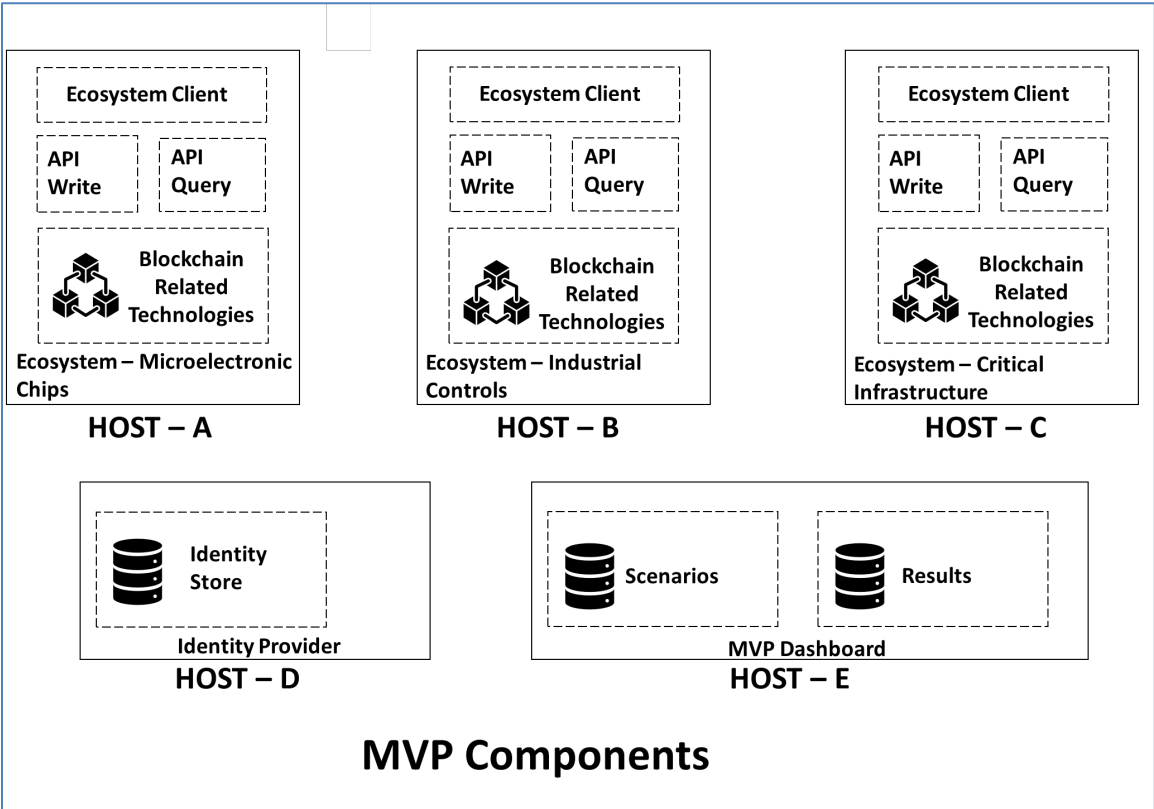 Ecosystem Client
API
Write
API
Query
Blockchain
Related
Technologies
Ecosystem – Microelectronic
Chips
HOST – A
Ecosystem Client
API
Write
API
Query
Blockchain
Related
Technologies
Ecosystem – Industrial
Controls
HOST – B
Ecosystem Client
API
Write
API
Query
Blockchain
Related
Technologies
Ecosystem – Critical
Infrastructure
HOST – C
Identity
Store
Identity Provider
HOST – D
Scenarios
Results
MVP Dashboard
HOST – E
MVP Components